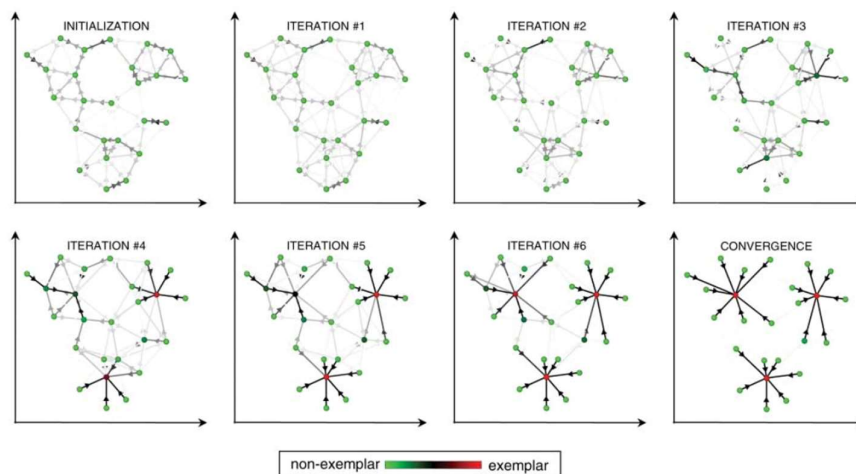 INITIALIZATION
ITERATION #1
ITERATION #2
ITERATION #3
ITERATION #4
ITERATION #5
ITERATION #6
CONVERGENCE
non-exemplar exemplar